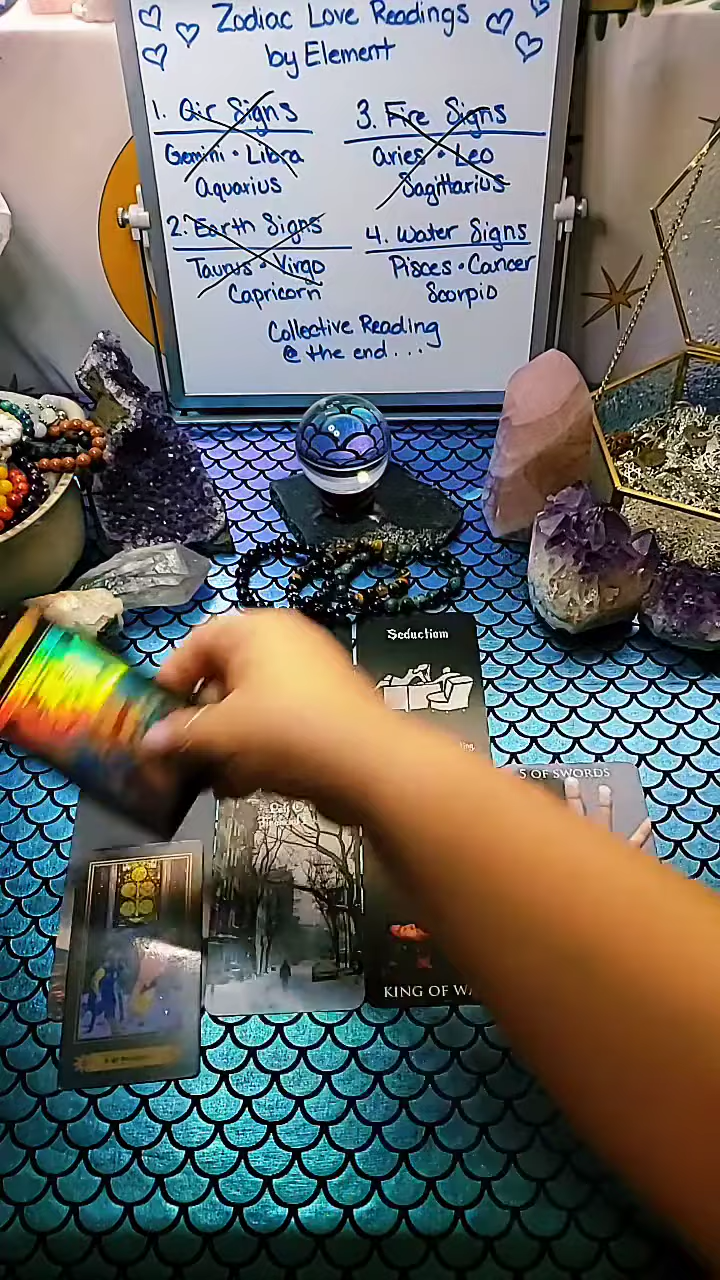 Zodiac Love Readings
by Element
1. Air Signs
Gemini • Libra
Aquarius
2. Earth Signs
Taurus • Virgo
Capricorn
3. Fire Signs
Aries • Leo
Sagittarius
4. Water Signs
Pisces • Cancer
Scorpio
Collective Reading
@ the end . . . .
Seduction
5 OF SWORDS
KING OF